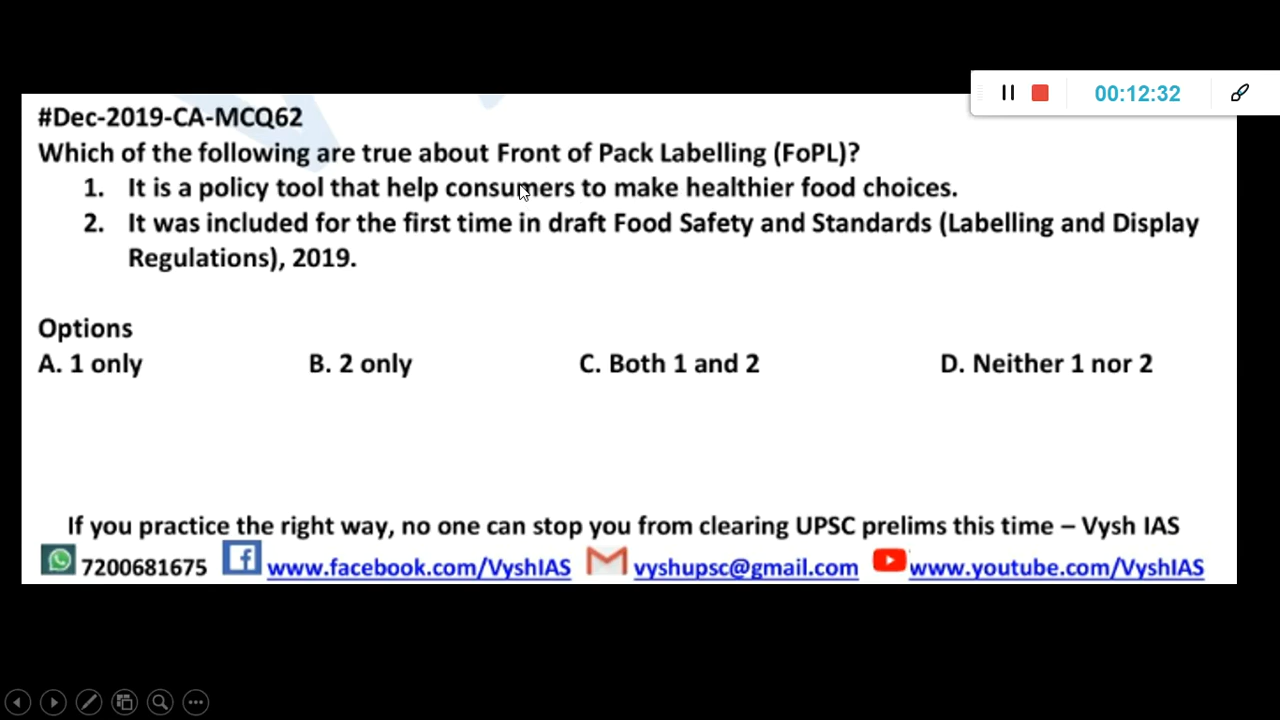 00:12:32
#Dec-2019-CA-MCQ62
Which of the following are true about Front of Pack Labelling (FoPL)?
1. It is a policy tool that help consumers to make healthier food choices.
2. It was included for the first time in draft Food Safety and Standards (Labelling and Display
Regulations), 2019.
Options
A. 1 only B. 2 only C. Both 1 and 2 D. Neither 1 nor 2
If you practice the right way, no one can stop you from clearing UPSC prelims this time – Vysh IAS
7200681675 www.facebook.com/VyshIAS vyshupsc@gmail.com www.youtube.com/VyshIAS